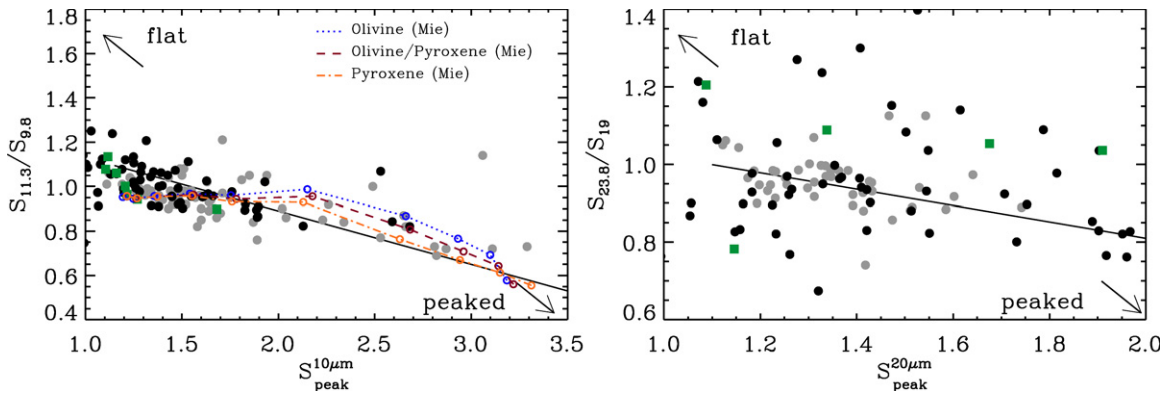 1.8
1.6
1.4
1.2
1.0
0.8
0.6
0.4
S11.3/S9.8
flat
Olivine (Mie)
Olivine/Pyroxene (Mie)
Pyroxene (Mie)
peaked
1.0 1.5 2.0 2.5 3.0 3.5
S10μm peak
1.4
1.2
1.0
0.8
0.6
S23.8/S19
flat
peaked
1.0 1.2 1.4 1.6 1.8 2.0
S20μm peak